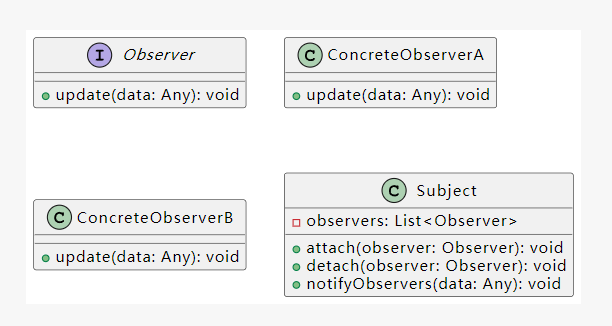 I Observer
update(data: Any): void
C ConcreteObserverA
update(data: Any): void
C ConcreteObserverB
update(data: Any): void
C Subject
observers: List<Observer>
attach(observer: Observer): void
detach(observer: Observer): void
notifyObservers(data: Any): void